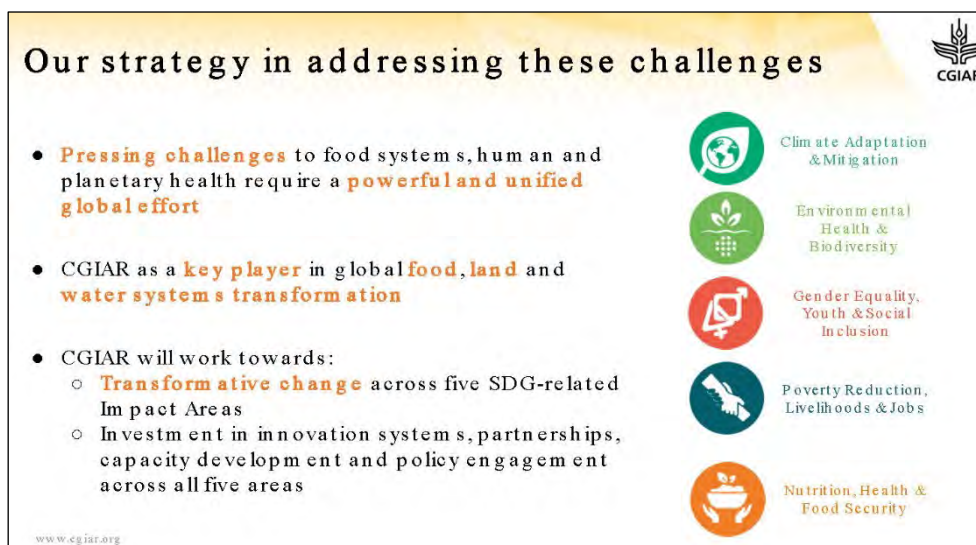 Our strategy in addressing these challenges
CGIAR
● Pressing challenges to food systems, human and
planetary health require a powerful and unified
global effort
● CGIAR as a key player in global food, land and
water systems transformation
● CGIAR will work towards:
○ Transformative change across five SDG-related
Impact Areas
○ Investment in innovation systems, partnerships,
capacity development and policy engagement
across all five areas
Climate Adaptation
& Mitigation
Environmental
Health &
Biodiversity
Gender Equality,
Youth & Social
Inclusion
Poverty Reduction,
Livelihoods & Jobs
Nutrition, Health &
Food Security
www.cgiar.org